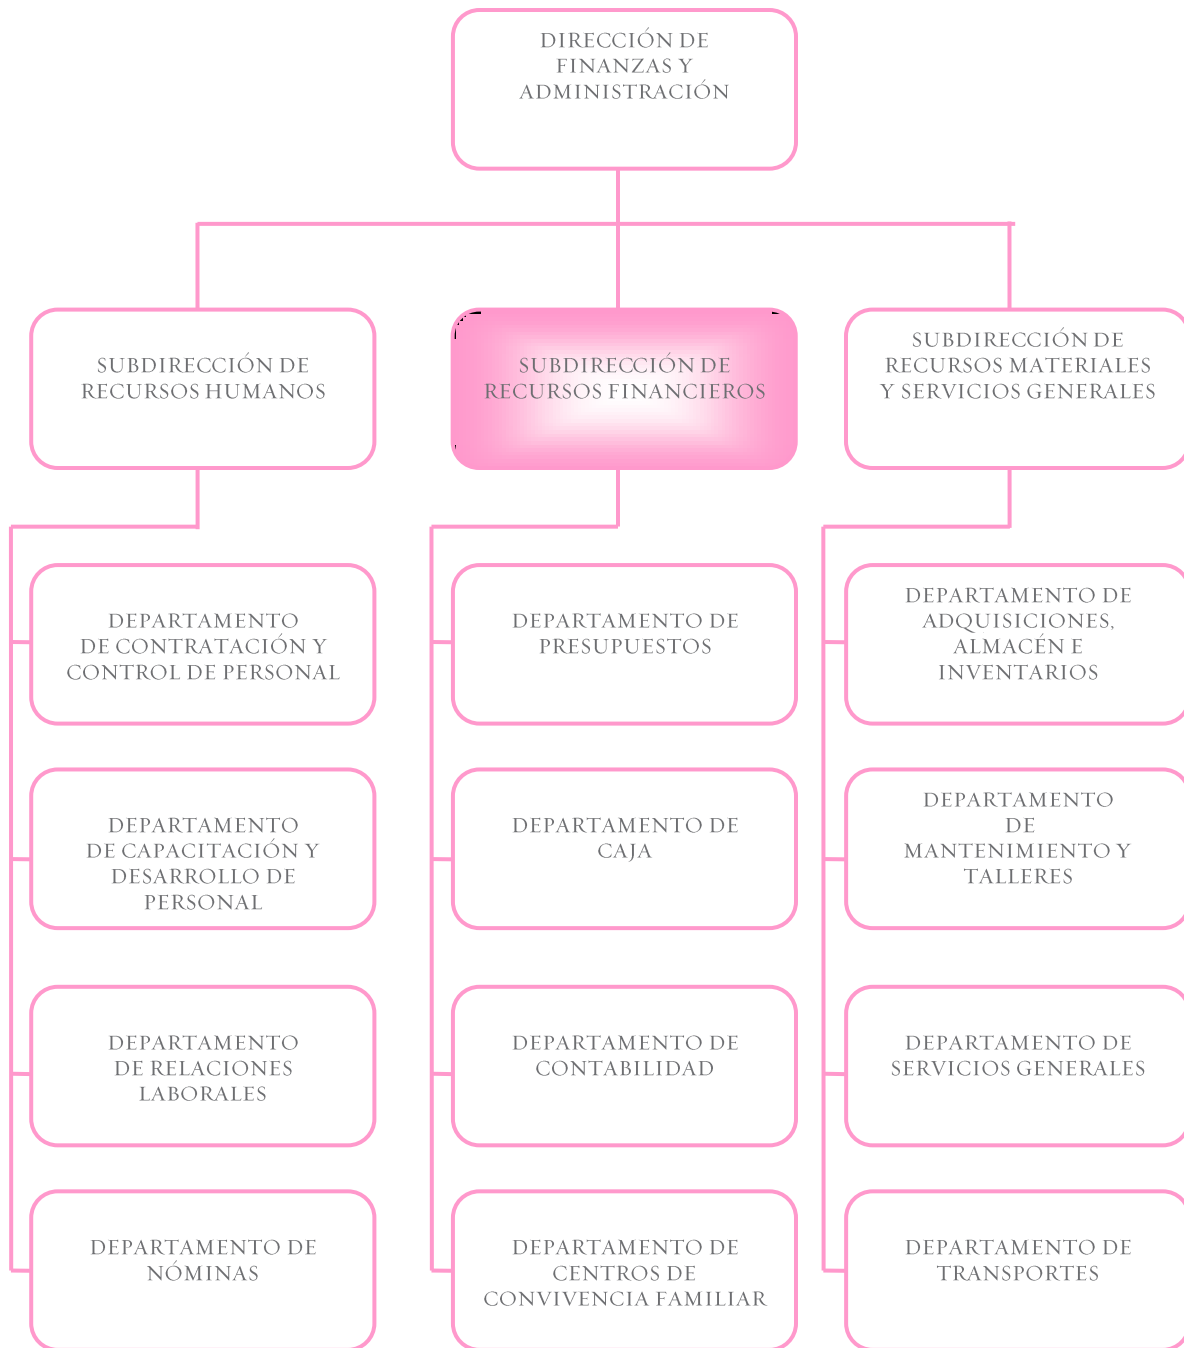 DIRECCIÓN DE
FINANZAS Y
ADMINISTRACIÓN
SUBDIRECCIÓN DE
RECURSOS HUMANOS
SUBDIRECCIÓN DE
RECURSOS FINANCIEROS
SUBDIRECCIÓN DE
RECURSOS MATERIALES
Y SERVICIOS GENERALES
DEPARTAMENTO
DE CONTRATACIÓN Y
CONTROL DE PERSONAL
DEPARTAMENTO DE
PRESUPUESTOS
DEPARTAMENTO DE
ADQUISICIONES,
ALMACÉN E
INVENTARIOS
DEPARTAMENTO
DE CAPACITACIÓN Y
DESARROLLO DE
PERSONAL
DEPARTAMENTO DE
CAJA
DEPARTAMENTO
DE
MANTENIMIENTO Y
TALLERES
DEPARTAMENTO
DE RELACIONES
LABORALES
DEPARTAMENTO DE
CONTABILIDAD
DEPARTAMENTO DE
SERVICIOS GENERALES
DEPARTAMENTO DE
NÓMINAS
DEPARTAMENTO DE
CENTROS DE
CONVIVENCIA FAMILIAR
DEPARTAMENTO DE
TRANSPORTES